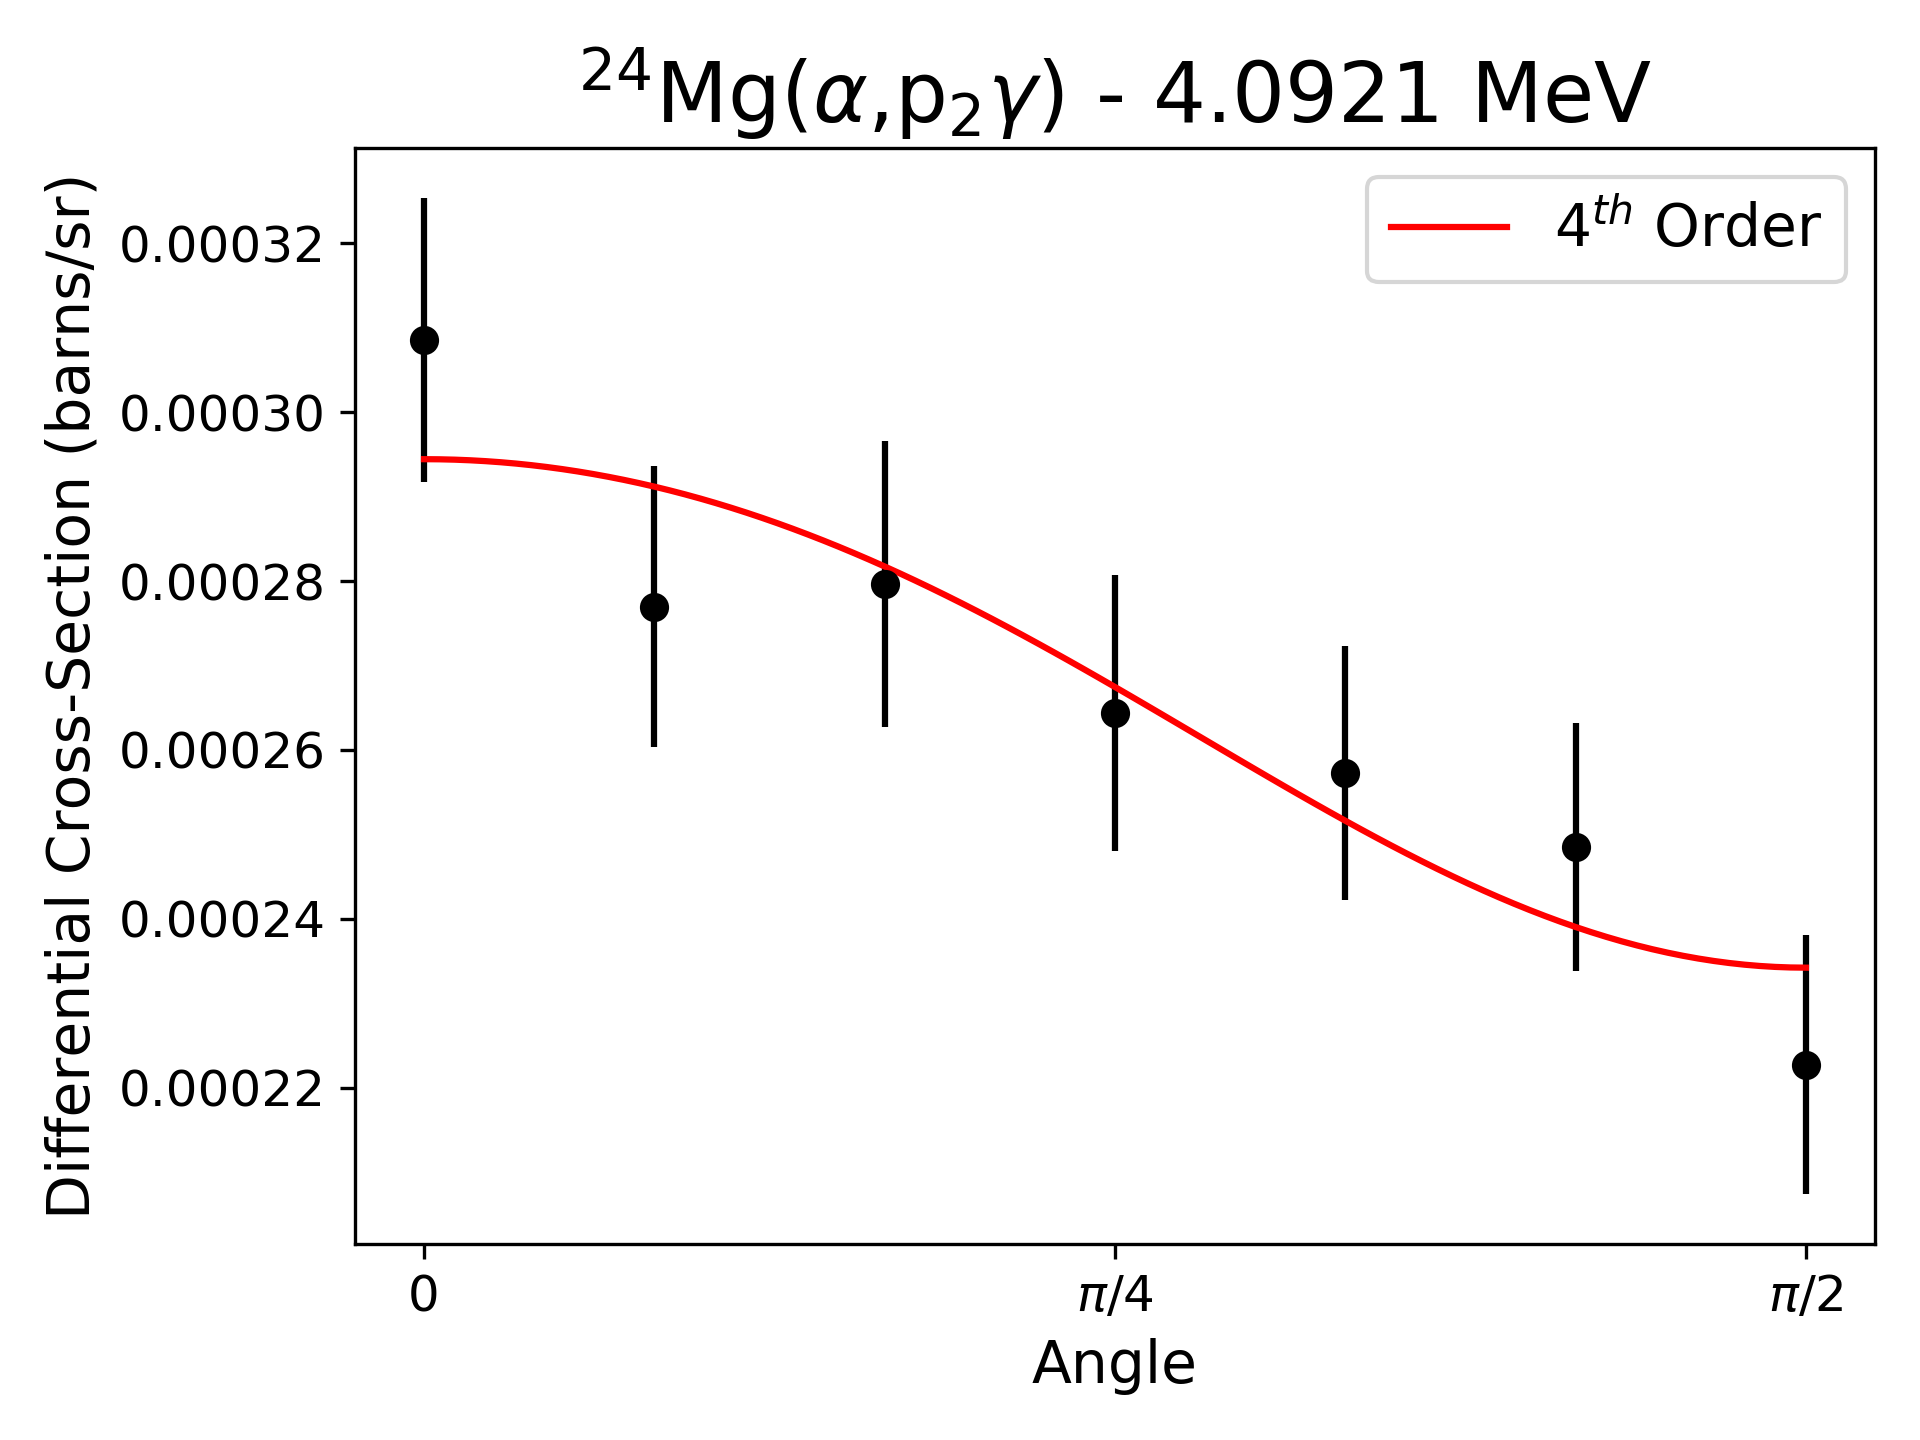 ²⁴Mg(α,p₂γ) - 4.0921 MeV
4ᵗʰ Order
Differential Cross-Section (barns/sr)
0.00032
0.00030
0.00028
0.00026
0.00024
0.00022
0 π/4 π/2
Angle